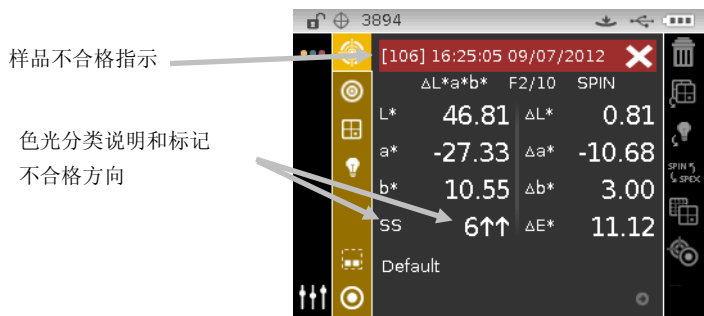 3894
样品不合格指示
[106] 16:25:05 09/07/2012
ΔL*a*b* F2/10 SPIN
L* 46.81 ΔL* 0.81
色光分类说明和标记
不合格方向
a* -27.33 Δa* -10.68
SPIN
SPEX
b* 10.55 Δb* 3.00
SS 6↑↑ ΔE* 11.12
Default